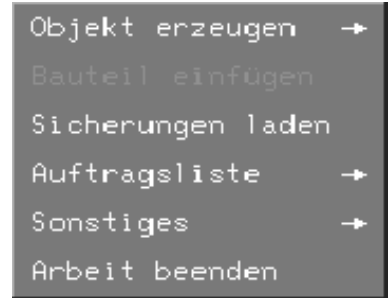 Objekt erzeugen →
Bauteil einfügen
Sicherungen laden
Auftragsliste →
Sonstiges →
Arbeit beenden